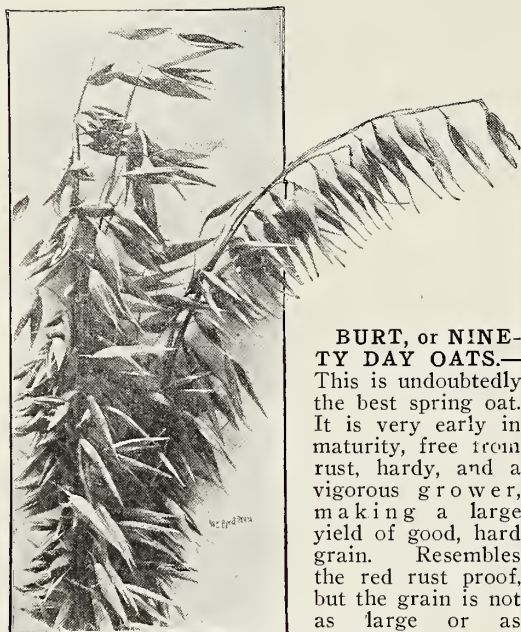 BURT, or NINE-
TY DAY OATS.—
This is undoubtedly
the best spring oat.
It is very early in
maturity, free from
rust, hardy, and a
vigorous grower,
making a large
yield of good, hard
grain. Resembles
the red rust proof,
but the grain is not
as large or as